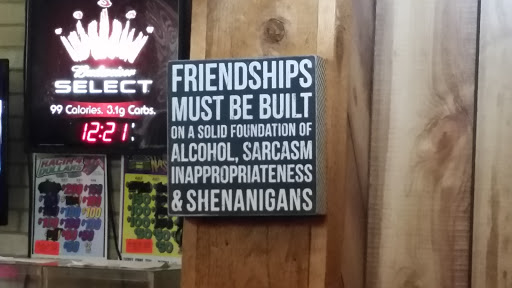 Budweiser
SELECT
99 Calories. 3.1g Carbs.
12:21
FRIENDSHIPS
MUST BE BUILT
ON A SOLID FOUNDATION OF
ALCOHOL, SARCASM
INAPPROPRIATENESS
& SHENANIGANS